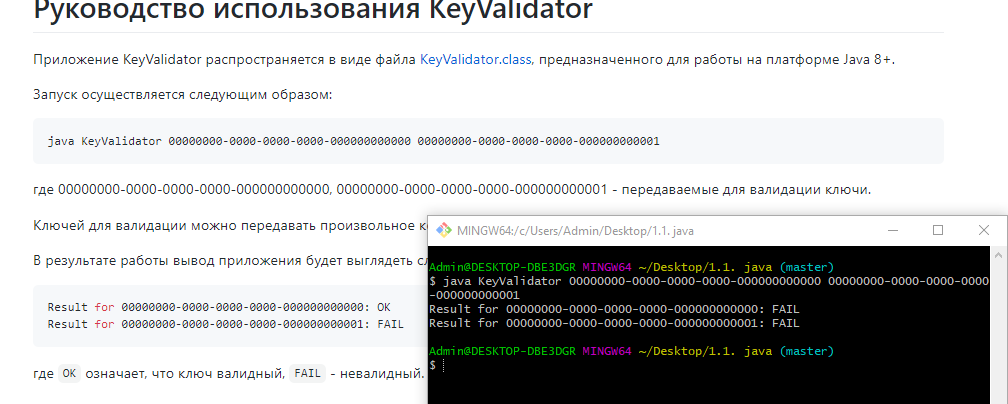 Руководство использования KeyValidator
Приложение KeyValidator распространяется в виде файла KeyValidator.class, предназначенного для работы на платформе Java 8+.
Запуск осуществляется следующим образом:
java KeyValidator 00000000-0000-0000-0000-000000000000 00000000-0000-0000-0000-000000000001
где 00000000-0000-0000-0000-000000000000, 00000000-0000-0000-0000-000000000001 - передаваемые для валидации ключи.
Ключей для валидации можно передавать произвольное
В результате работы вывод приложения будет выглядеть
Result for 00000000-0000-0000-0000-000000000000: OK
Result for 00000000-0000-0000-0000-000000000001: FAIL
где OK означает, что ключ валидный, FAIL - невалидный.
MINGW64:/c/Users/Admin/Desktop/1.1. java
Admin@DESKTOP-DBE3DGR MINGW64 ~/Desktop/1.1. java (master)
$ java KeyValidator 00000000-0000-0000-0000-000000000000 00000000-0000-0000-0000
-000000000001
Result for 00000000-0000-0000-0000-000000000000: FAIL
Result for 00000000-0000-0000-0000-000000000001: FAIL
Admin@DESKTOP-DBE3DGR MINGW64 ~/Desktop/1.1. java (master)
$